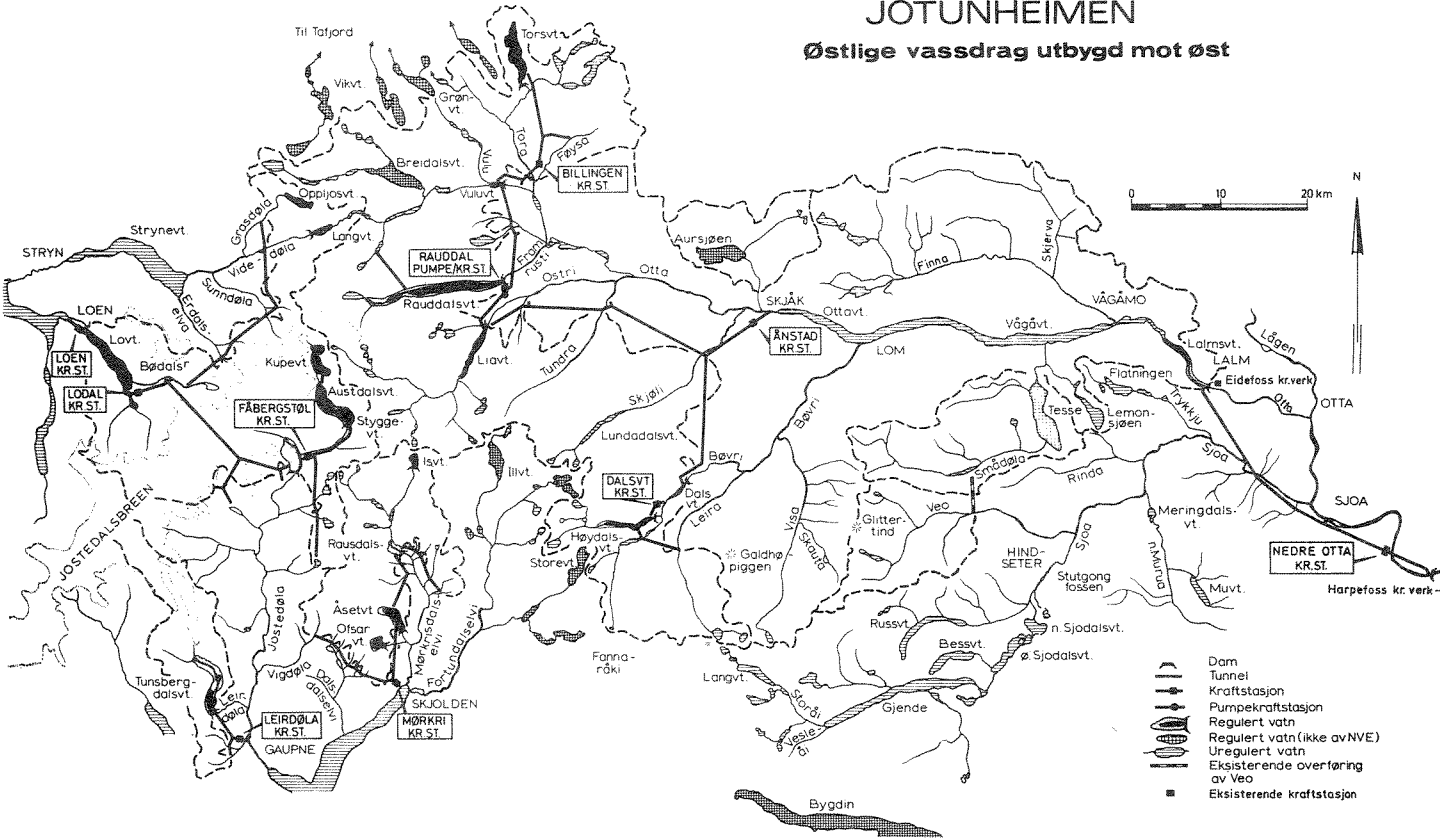 JOTUNHEIMEN
Østlige vassdrag utbygd mot øst
Til Tafjord
Torsvt.
Vikvt.
Grøn-
vt.
Tora
Føysa
Vulu
Breidalsvt.
BILLINGEN
KR.ST.
Vuluvt.
Oppljosvt.
Grasdøla
Strynevt.
Langvt.
STRYN
Videdøla
Sunndøla
Erdals-
elva
RAUDDAL
PUMPE/KR.ST.
Framrusti
Rauddalsvt.
Ostri
Otta
Aursjøen
Finna
Skjerva
0 10 20 km
N
SKJÅK
Ottavt.
VÅGÅMO
Vågåvt.
LOM
ÅNSTAD
KR.ST.
LOEN
Lovt.
LOEN
KR.ST.
Bødalsvt.
LODAL
KR.ST.
Kupevt.
Austdalsvt.
Liavt.
Tundra
FÅBERGSTØL
KR.ST.
Stygge-
vt.
Skjøli
Lundadalsvt.
Bøvri
Bøvri
Lågen
Lalmsvt.
LALM
Eidefoss kr.verk
Flatningen
Trykkju
Otta
OTTA
Tesse
Lemon-
sjøen
Sjoa
Smådøla
Rinda
Isvt.
Illvt.
DALSVT
KR.ST.
Dals
vt.
Leira
Visa
Skauta
Glitter-
tind
Veo
Galdhø-
piggen
JOSTEDALSBREEN
Rausdals-
vt.
Høydals-
vt.
Storevt.
HIND-
SETER
Sjoa
Stutgong
fossen
Meringdals-
vt.
n.Murua
Muvt.
SJOA
NEDRE OTTA
KR.ST.
Harpefoss kr. verk
Jostedøla
Åsetvt.
Ofsar
vt.
Mørkrisdals
elvi
Fortundalselvi
Vigdøla
Dals-
dalselvi
Fanna-
råki
Langvt.
Russvt.
Bessvt.
n. Sjodalsvt.
ø. Sjodalsvt.
Gjende
Storåi
Vesle-
åi
Tunsberg-
dalsvt.
Leir
døla
LEIRDØLA
KR.ST.
GAUPNE
SKJOLDEN
MØRKRI
KR.ST.
Bygdin
Dam
Tunnel
Kraftstasjon
Pumpekraftstasjon
Regulert vatn
Regulert vatn (ikke av NVE)
Uregulert vatn
Eksisterende overføring
av Veo
Eksisterende kraftstasjon